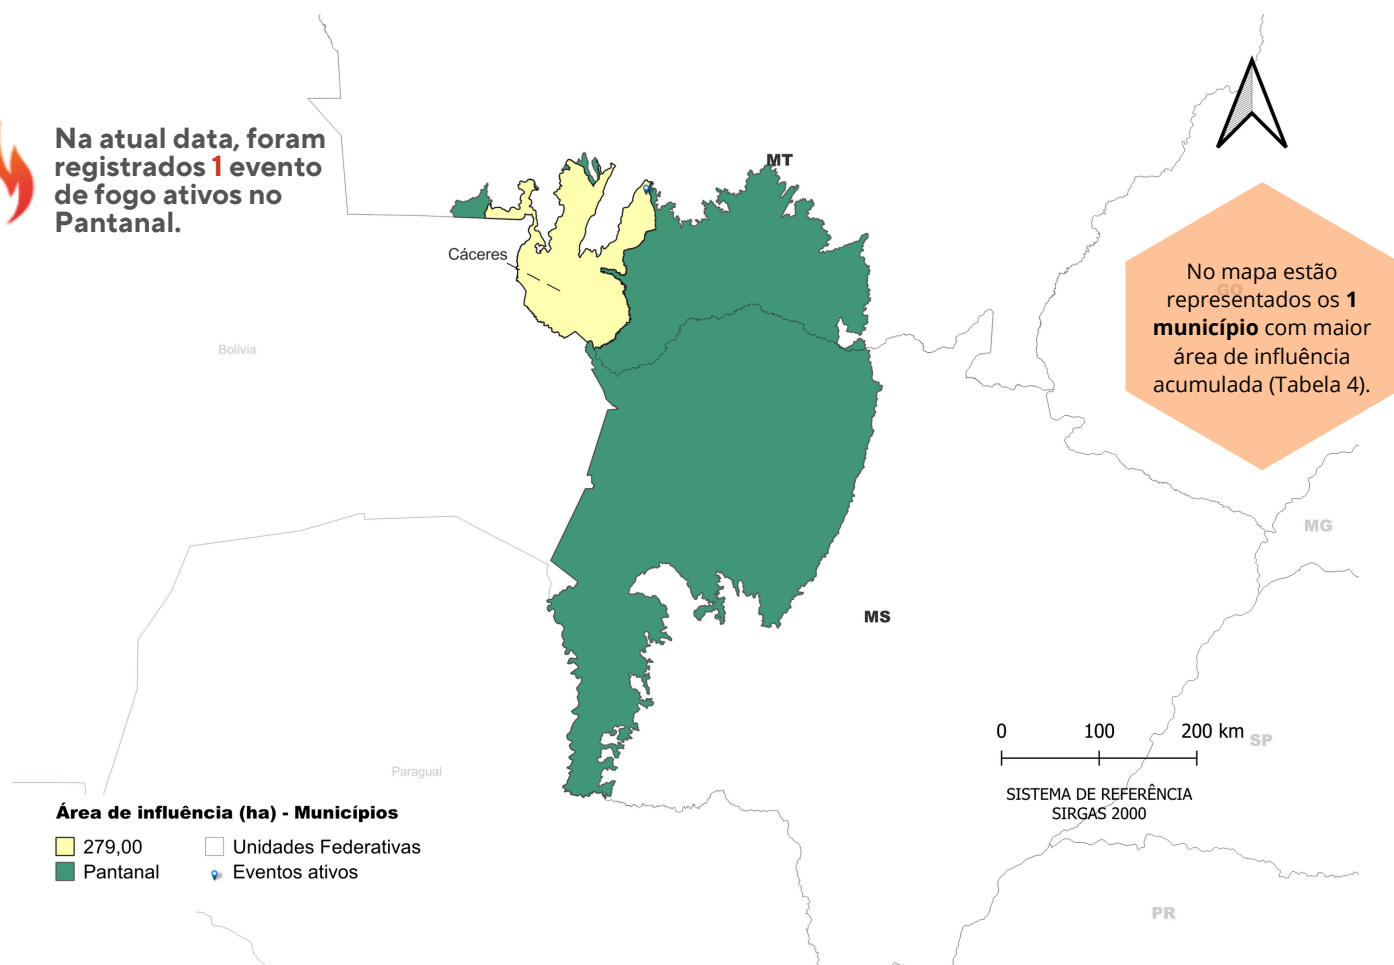 Na atual data, foram
registrados 1 evento
de fogo ativos no
Pantanal.
MT
Cáceres
Bolívia
GO
No mapa estão
representados os 1
município com maior
área de influência
acumulada (Tabela 4).
MG
MS
Paraguai
0 100 200 km
SP
SISTEMA DE REFERÊNCIA
SIRGAS 2000
Área de influência (ha) - Municípios
279,00
Unidades Federativas
Pantanal
Eventos ativos
PR